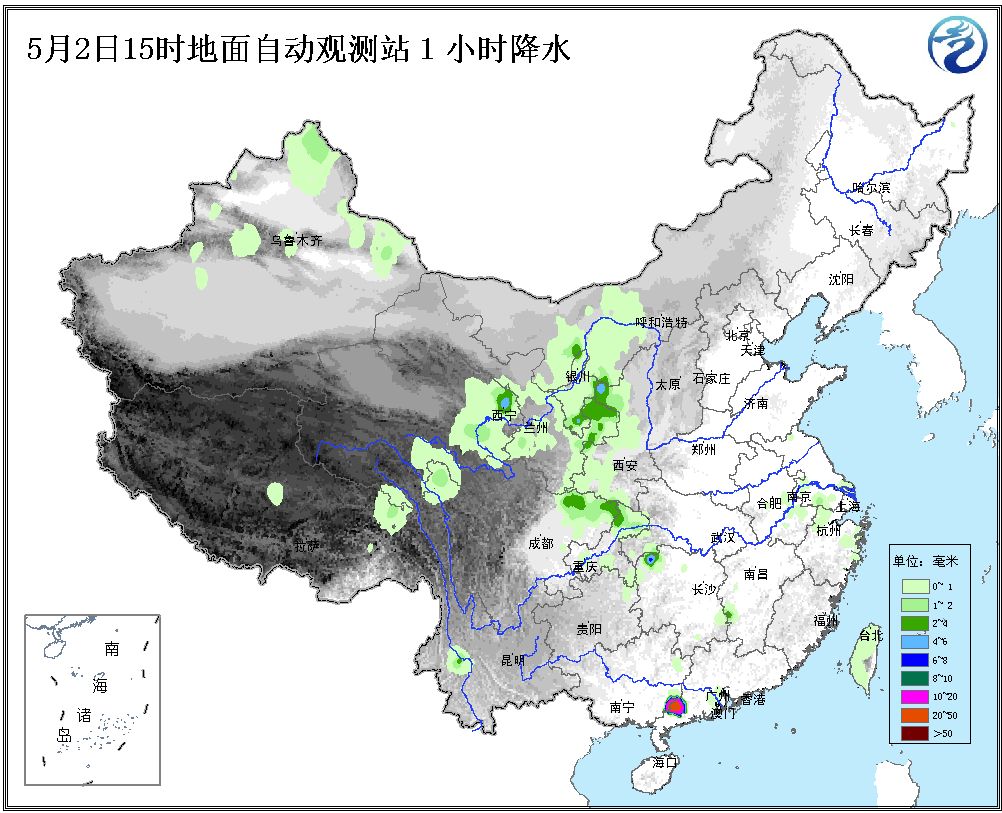 5月2日15时地面自动观测站 1 小时降水
哈尔滨
长春
沈阳
乌鲁木齐
呼和浩特
北京
天津
银川
太原
石家庄
西宁
济南
兰州
郑州
西安
合肥
南京
上海
成都
武汉
杭州
拉萨
重庆
长沙
南昌
贵阳
福州
台北
昆明
南宁
广州
香港
澳门
海口
南
海
诸
岛
单位：毫米
0~ 1
1~ 2
2~4
4~6
6~8
8~10
10~20
20~50
>50